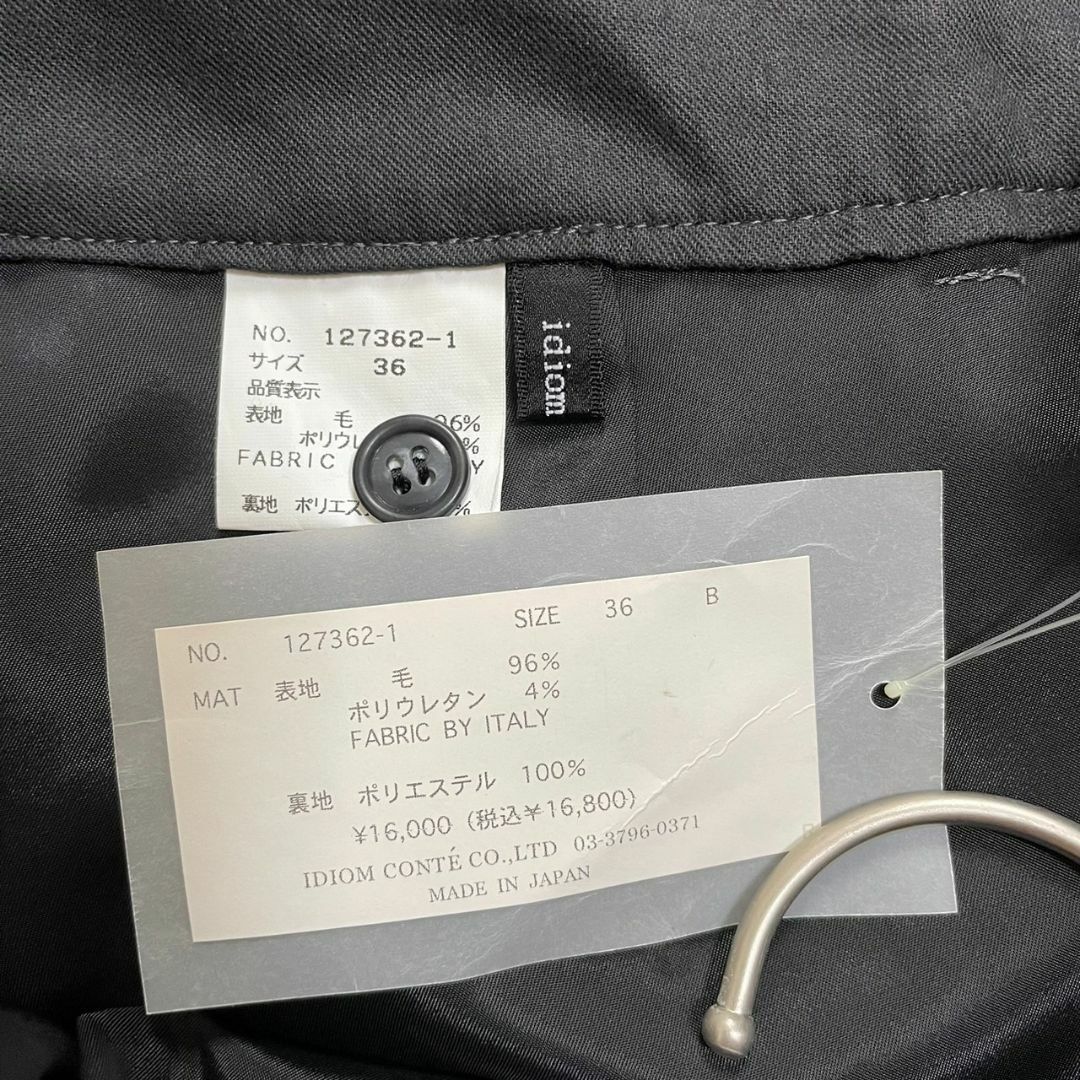 NO. 127362-1
サイズ 36
品質表示
表地 毛 96%
ポリウレ %
FABRIC Y
裏地 ポリエス %
idiom
NO. 127362-1 SIZE 36 B
MAT 表地 毛 96%
ポリウレタン 4%
FABRIC BY ITALY
裏地 ポリエステル 100%
¥16,000 (税込¥16,800)
IDIOM CONTÉ CO.,LTD 03-3796-0371
MADE IN JAPAN